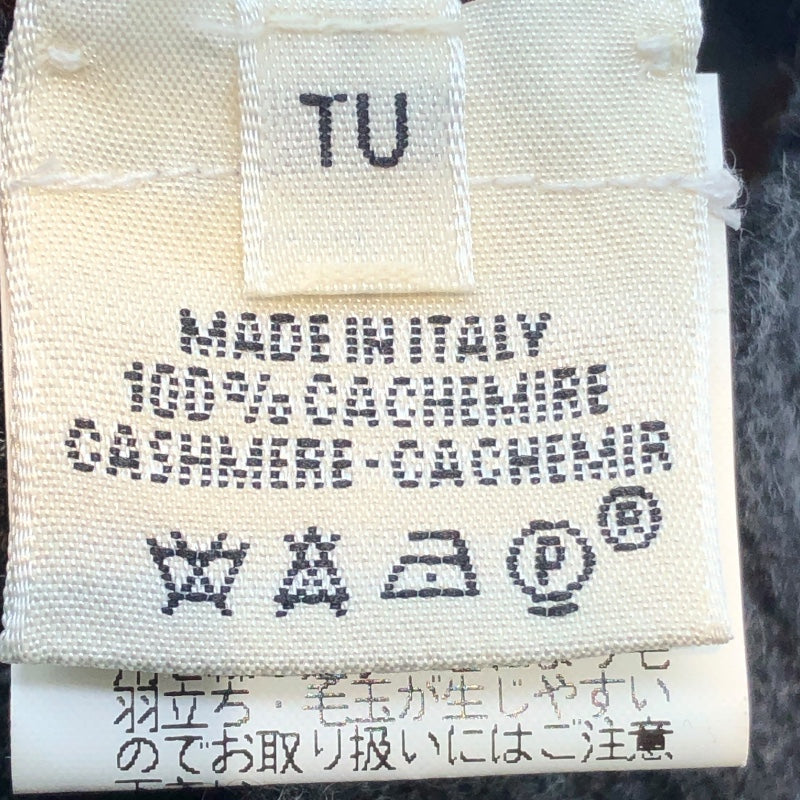 TU
MADE IN ITALY
100% CACHEMIRE
CASHMERE-CACHEMIR
P
®
羽立ち・毛玉が生じやすい
のでお取り扱いにはご注意